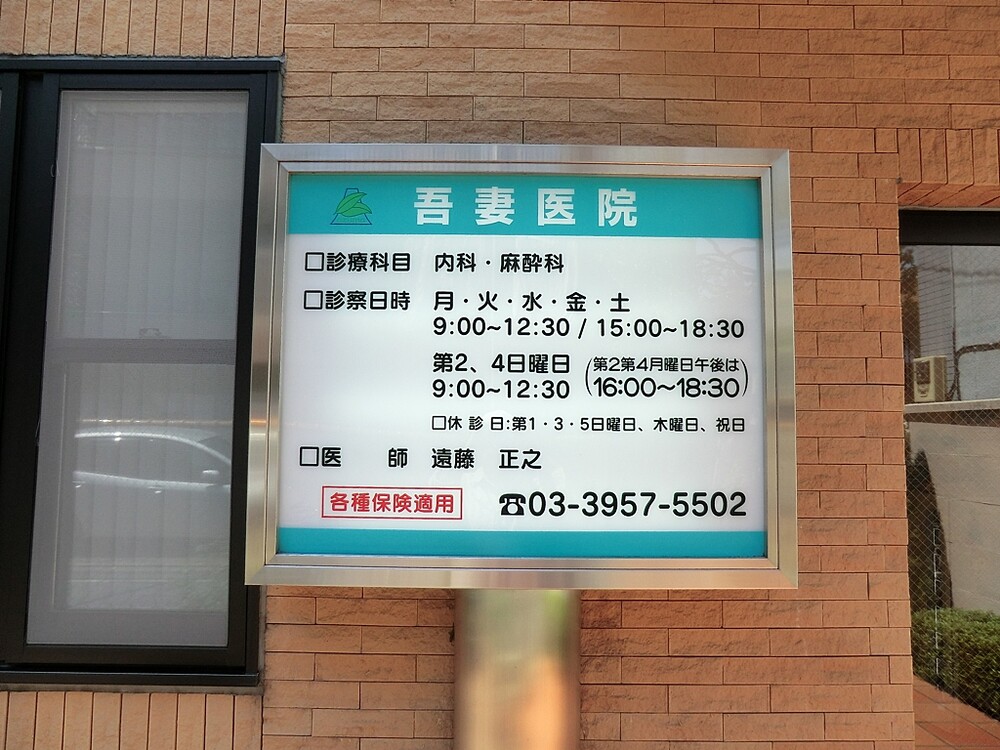 吾妻医院
□診療科目 内科・麻酔科
□診察日時 月・火・水・金・土
9:00~12:30 / 15:00~18:30
第2、4日曜日
9:00~12:30
(第2第4月曜日午後は
16:00~18:30)
□休診日:第1・3・5日曜日、木曜日、祝日
□医師 遠藤 正之
各種保険適用 ☎03-3957-5502